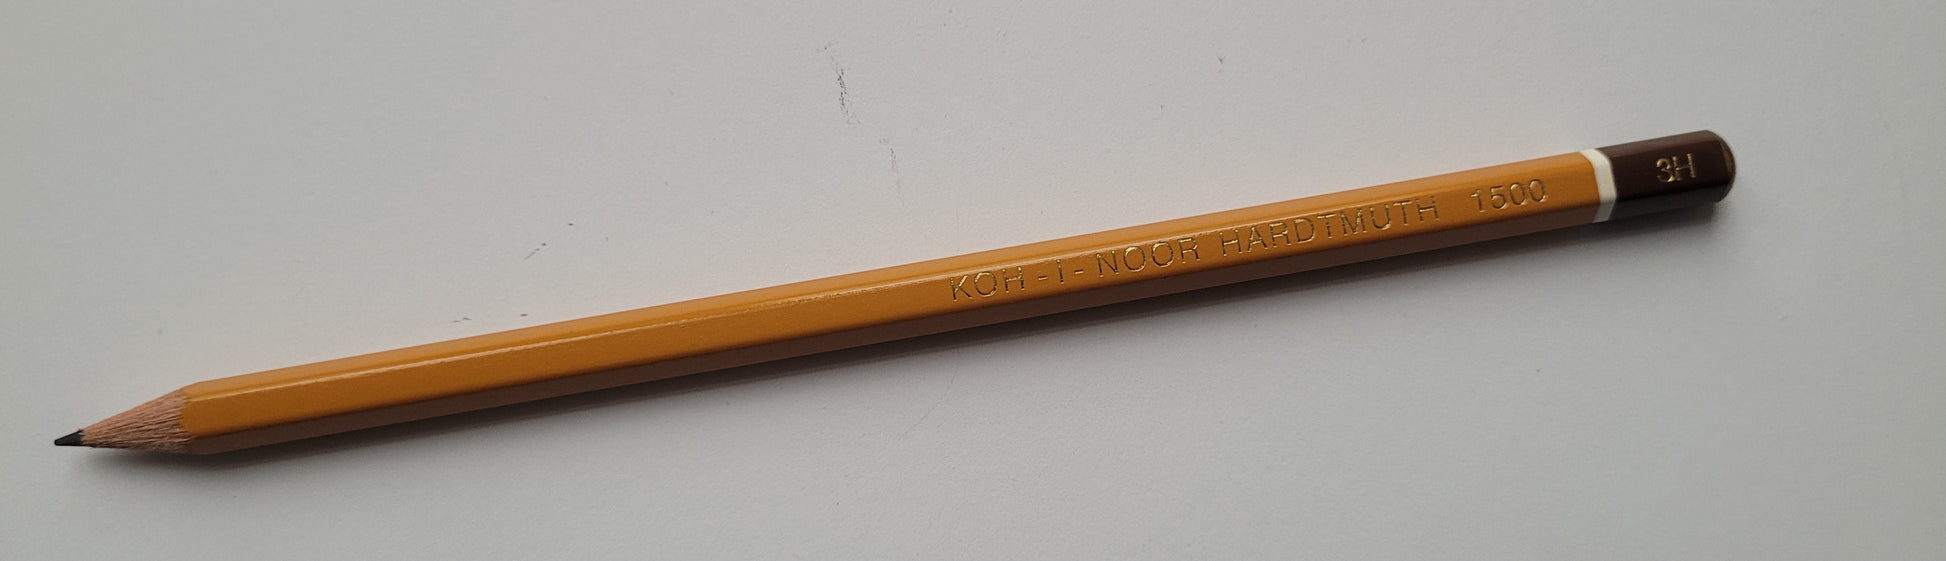 KOH-I-NOOR HARDTMUTH 1500 3H